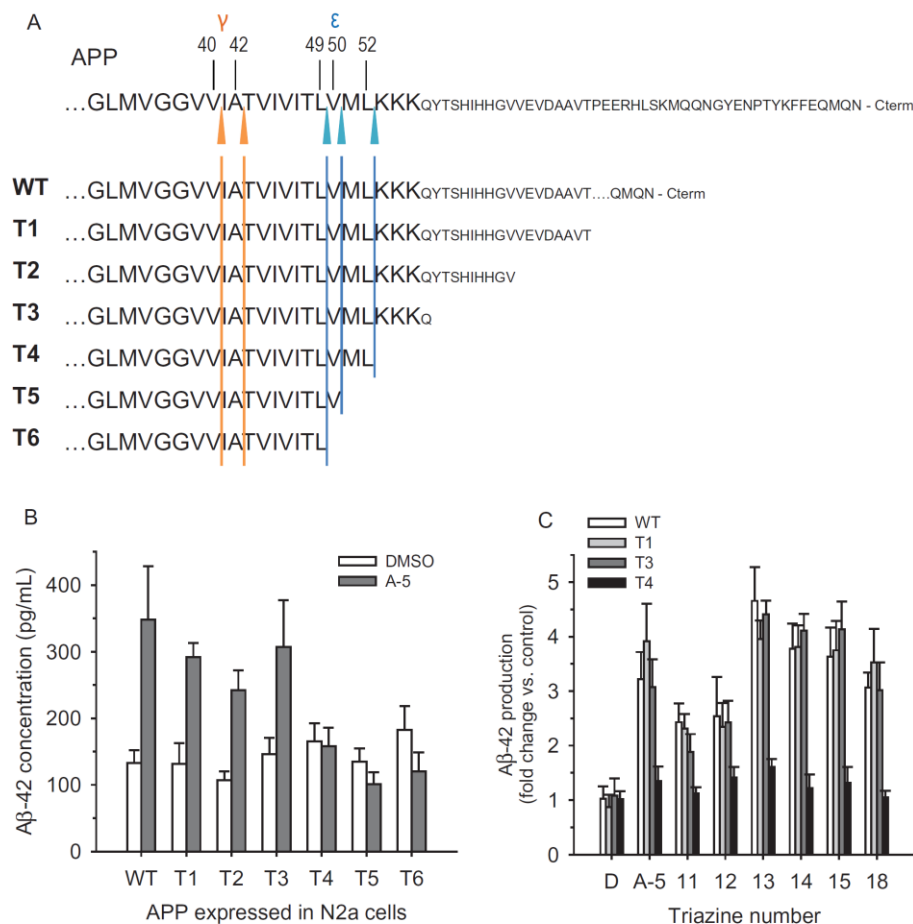 A
γ
ε
40 42 49 50 52
APP
...GLMVGGVVIATVIVITLVMLKKKQYTSHIHHGVVEVDAAVTPEERHLSKMQQNGYENPTYKFFEQMQN - Cterm
WT ...GLMVGGVVIATVIVITLVMLKKKQYTSHIHHGVVEVDAAVT....QMQN - Cterm
T1 ...GLMVGGVVIATVIVITLVMLKKKQYTSHIHHGVVEVDAAVT
T2 ...GLMVGGVVIATVIVITLVMLKKKQYTSHIHHGV
T3 ...GLMVGGVVIATVIVITLVMLKKKQ
T4 ...GLMVGGVVIATVIVITLVML
T5 ...GLMVGGVVIATVIVITLV
T6 ...GLMVGGVVIATVIVITL
B
DMSO
A-5
Aβ-42 concentration (pg/mL)
400
300
200
100
0
WT T1 T2 T3 T4 T5 T6
APP expressed in N2a cells
C
WT
T1
T3
T4
Aβ-42 production
(fold change vs. control)
5
4
3
2
1
0
D A-5 11 12 13 14 15 18
Triazine number